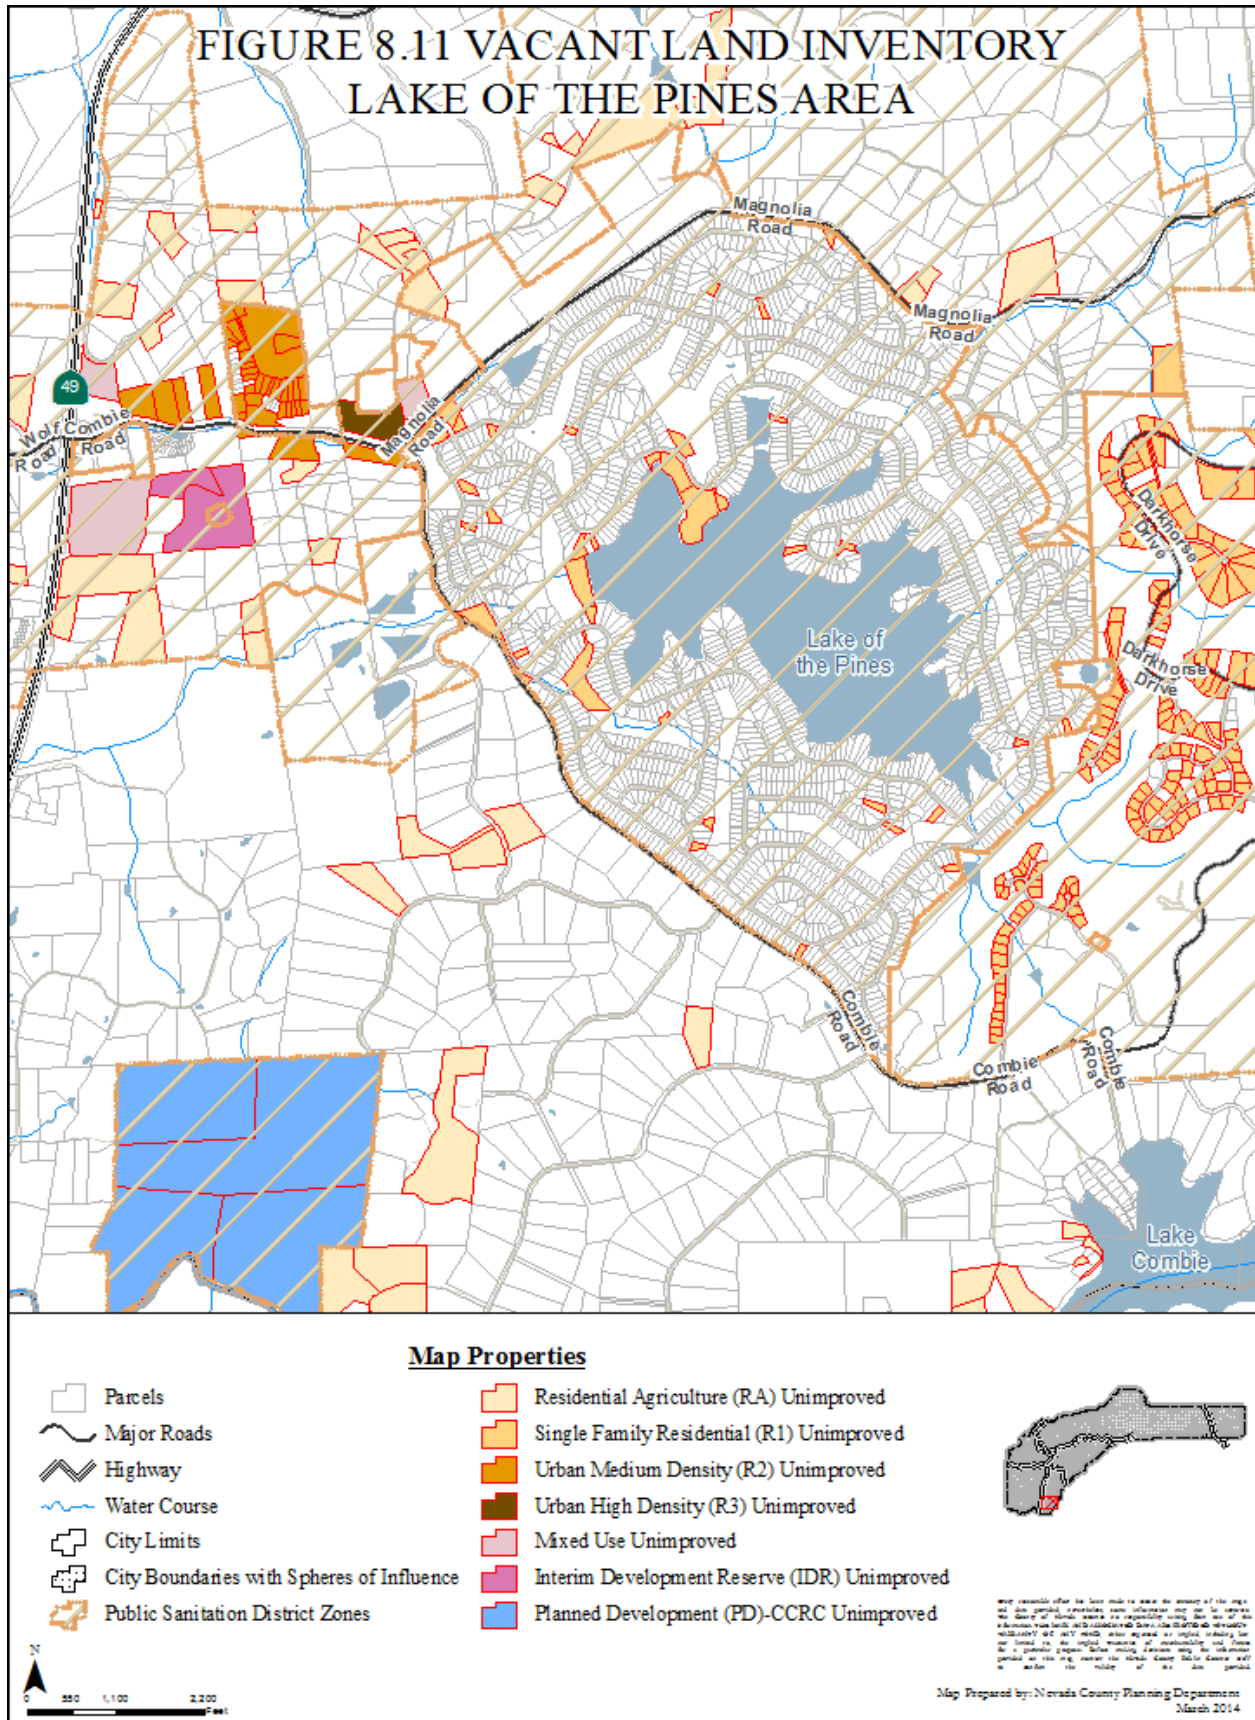 FIGURE 8.11 VACANT LAND INVENTORY
LAKE OF THE PINES AREA
Magnolia
Road
Magnolia
Road
49
Wolf
Road
Combie
Road
Magnolia
Road
Darkhorse
Drive
Lake of
the Pines
Darkhorse
Drive
Combie
Road
Combie
Road
Combie
Road
Lake
Combie
Map Properties
Parcels
Major Roads
Highway
Water Course
City Limits
City Boundaries with Spheres of Influence
Public Sanitation District Zones
Residential Agriculture (RA) Unimproved
Single Family Residential (R1) Unimproved
Urban Medium Density (R2) Unimproved
Urban High Density (R3) Unimproved
Mixed Use Unimproved
Interim Development Reserve (IDR) Unimproved
Planned Development (PD)-CCRC Unimproved
N
0 550 1,100 2,200
Feet
Map Prepared by: Nevada County Planning Department
March 2014